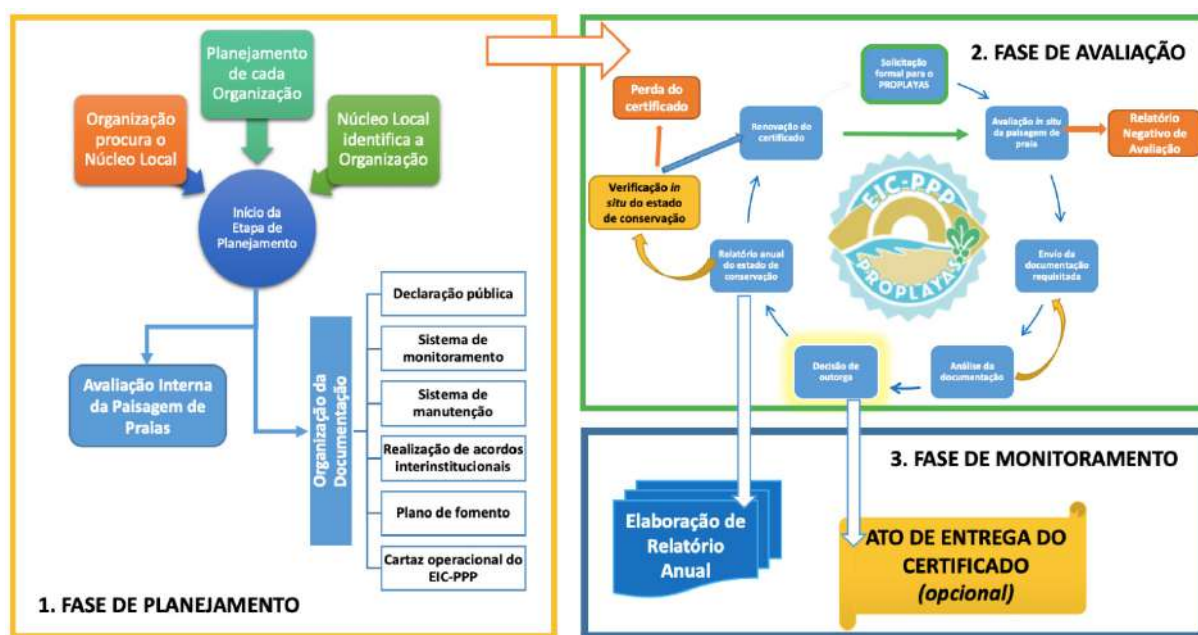 Planejamento
de cada
Organização
Organização
procura o
Núcleo Local
Núcleo Local
identifica a
Organização
Início da
Etapa de
Planejamento
Avaliação Interna
da Paisagem de
Praias
Organização da
Documentação
Declaração pública
Sistema de
monitoramento
Sistema de
manutenção
Realização de acordos
interinstitucionais
Plano de fomento
Cartaz operacional do
EIC-PPP
1. FASE DE PLANEJAMENTO
2. FASE DE AVALIAÇÃO
Solicitação
formal para o
PROPLAYAS
Perda do
certificado
Renovação do
certificado
Avaliação in situ
da paisagem de
praia
Relatório
Negativo de
Avaliação
Verificação in
situ do estado
de conservação
EIC-PPP
PROPLAYAS
Relatório anual
do estado de
conservação
Envio da
documentação
requisitada
Decisão de
outorga
Análise da
documentação
3. FASE DE MONITORAMENTO
Elaboração de
Relatório
Anual
ATO DE ENTREGA DO
CERTIFICADO
(opcional)